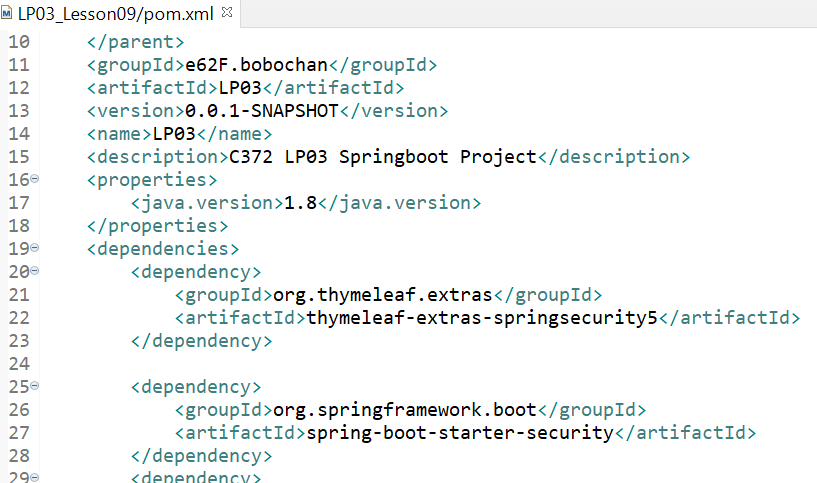 LP03_Lesson09/pom.xml
10 </parent>
11 <groupId>e62F.bobochan</groupId>
12 <artifactId>LP03</artifactId>
13 <version>0.0.1-SNAPSHOT</version>
14 <name>LP03</name>
15 <description>C372 LP03 Springboot Project</description>
16 <properties>
17 <java.version>1.8</java.version>
18 </properties>
19 <dependencies>
20 <dependency>
21 <groupId>org.thymeleaf.extras</groupId>
22 <artifactId>thymeleaf-extras-springsecurity5</artifactId>
23 </dependency>
24
25 <dependency>
26 <groupId>org.springframework.boot</groupId>
27 <artifactId>spring-boot-starter-security</artifactId>
28 </dependency>
29 <dependency>